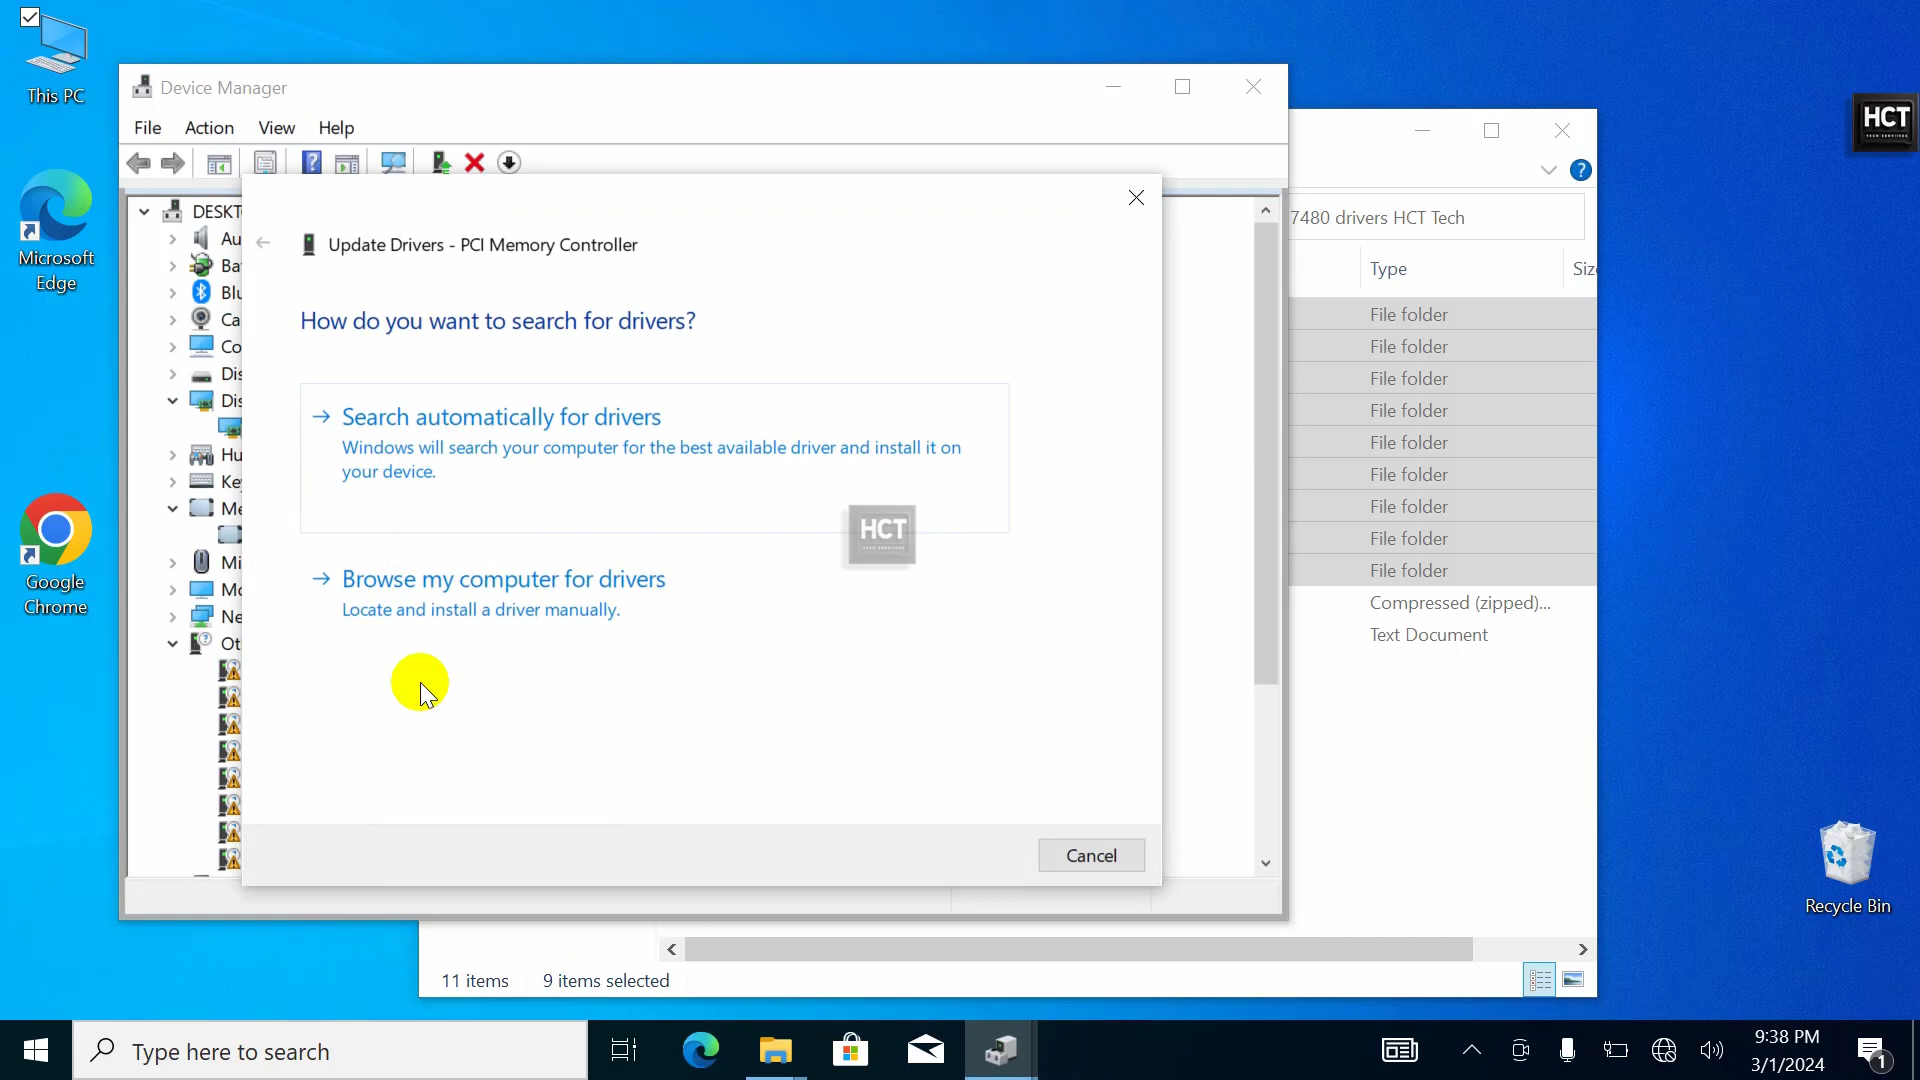 This PC
Microsoft
Edge
Google
Chrome
Recycle Bin
HCT
TECH SERVICES
Device Manager
File Action View Help
DESKT
Au
Ba
Blu
Ca
Co
Dis
Dis
Hu
Key
Me
Mi
Mo
Ne
Ot
Update Drivers - PCI Memory Controller
How do you want to search for drivers?
Search automatically for drivers
Windows will search your computer for the best available driver and install it on
your device.
HCT
Browse my computer for drivers
Locate and install a driver manually.
Cancel
7480 drivers HCT Tech
Type Siz
File folder
File folder
File folder
File folder
File folder
File folder
File folder
File folder
File folder
Compressed (zipped)...
Text Document
11 items 9 items selected
Type here to search
9:38 PM
3/1/2024
1